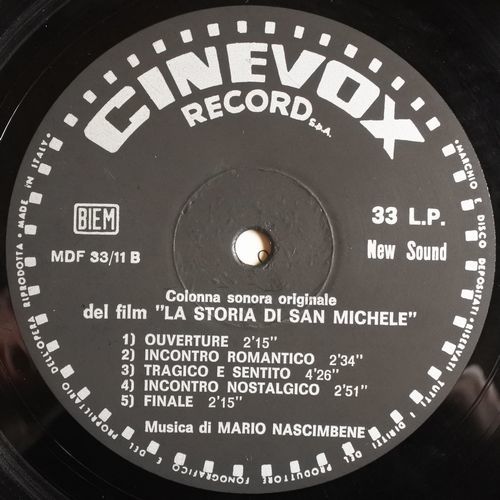 CINEVOX
RECORD S.p.A.
BIEM
33 L.P.
MDF 33/11 B
New Sound
Colonna sonora originale
del film "LA STORIA DI SAN MICHELE"
1) OUVERTURE 2'15"
2) INCONTRO ROMANTICO 2'34"
3) TRAGICO E SENTITO 4'26"
4) INCONTRO NOSTALGICO 2'51"
5) FINALE 2'15"
Musica di MARIO NASCIMBENE
MARCHIO E DISCO DEPOSITATI • RISERVATI TUTTI I DIRITTI DEL PRODUTTORE FONOGRAFICO E DEL PROPRIETARIO DELL'OPERA RIPRODOTTA • MADE IN ITALY •